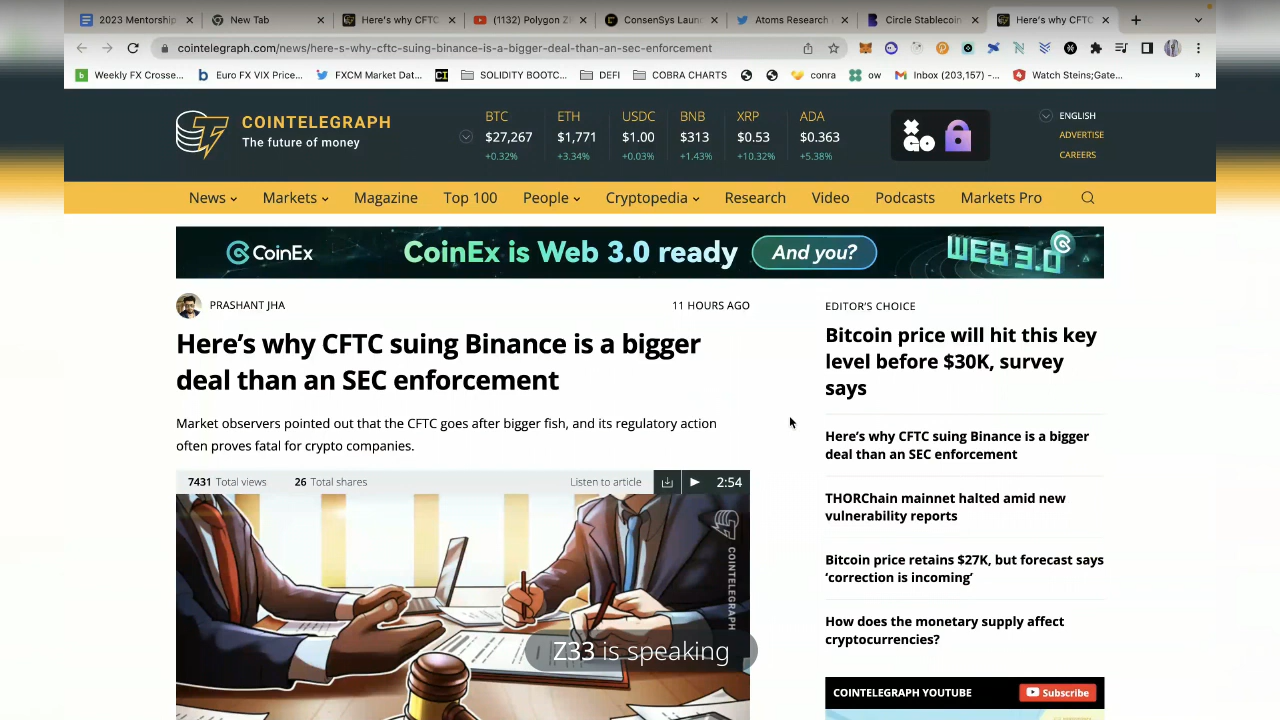 2023 Mentorship
New Tab
Here's why CFTC
(1132) Polygon Z
ConsenSys Laun
Atoms Research
Circle Stablecoin
Here's why CFTC
cointelegraph.com/news/here-s-why-cftc-suing-binance-is-a-bigger-deal-than-an-sec-enforcement
Weekly FX Crosse...
Euro FX VIX Price...
FXCM Market Dat...
CI
SOLIDITY BOOTC...
DEFI
COBRA CHARTS
conra
ow
Inbox (203,157) -...
Watch Steins;Gate...
»
COINTELEGRAPH
The future of money
BTC
$27,267
+0.32%
ETH
$1,771
+3.34%
USDC
$1.00
+0.03%
BNB
$313
+1.43%
XRP
$0.53
+10.32%
ADA
$0.363
+5.38%
GO
ENGLISH
ADVERTISE
CAREERS
News
Markets
Magazine
Top 100
People
Cryptopedia
Research
Video
Podcasts
Markets Pro
CoinEx
CoinEx is Web 3.0 ready
And you?
WEB3.0
PRASHANT JHA
11 HOURS AGO
Here's why CFTC suing Binance is a bigger
deal than an SEC enforcement
Market observers pointed out that the CFTC goes after bigger fish, and its regulatory action
often proves fatal for crypto companies.
7431 Total views
26 Total shares
Listen to article
2:54
COINTELEGRAPH
Z33 is speaking
EDITOR'S CHOICE
Bitcoin price will hit this key
level before $30K, survey
says
Here's why CFTC suing Binance is a bigger
deal than an SEC enforcement
THORChain mainnet halted amid new
vulnerability reports
Bitcoin price retains $27K, but forecast says
'correction is incoming'
How does the monetary supply affect
cryptocurrencies?
COINTELEGRAPH YOUTUBE
Subscribe